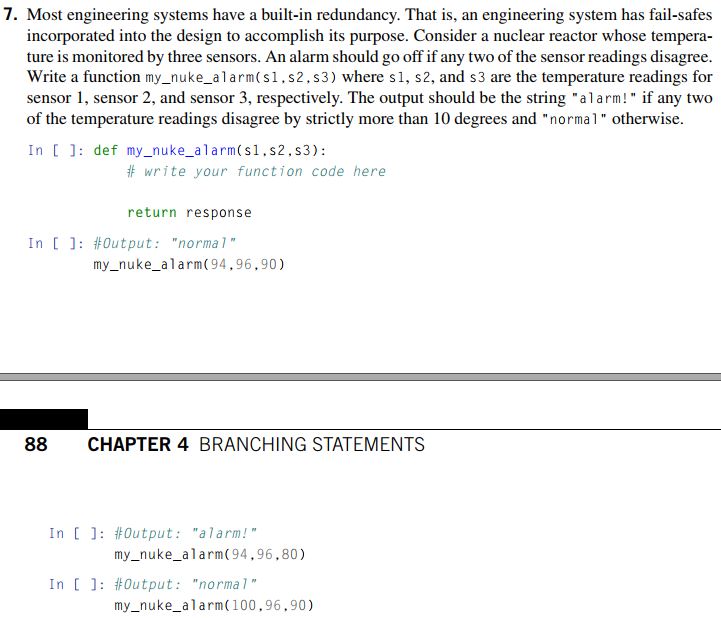 7. Most engineering systems have a built-in redundancy. That is, an engineering system has fail-safes
incorporated into the design to accomplish its purpose. Consider a nuclear reactor whose tempera-
ture is monitored by three sensors. An alarm should go off if any two of the sensor readings disagree.
Write a function my_nuke_alarm(s1,s2,s3) where s1, s2, and s3 are the temperature readings for
sensor 1, sensor 2, and sensor 3, respectively. The output should be the string "alarm!" if any two
of the temperature readings disagree by strictly more than 10 degrees and "normal" otherwise.
In [ ]: def my_nuke_alarm(s1,s2,s3):
# write your function code here
return response
In [ ]: #Output: "normal"
my_nuke_alarm(94,96,90)
88 CHAPTER 4 BRANCHING STATEMENTS
In [ ]: #Output: "alarm!"
my_nuke_alarm(94,96,80)
In [ ]: #Output: "normal"
my_nuke_alarm(100,96,90)